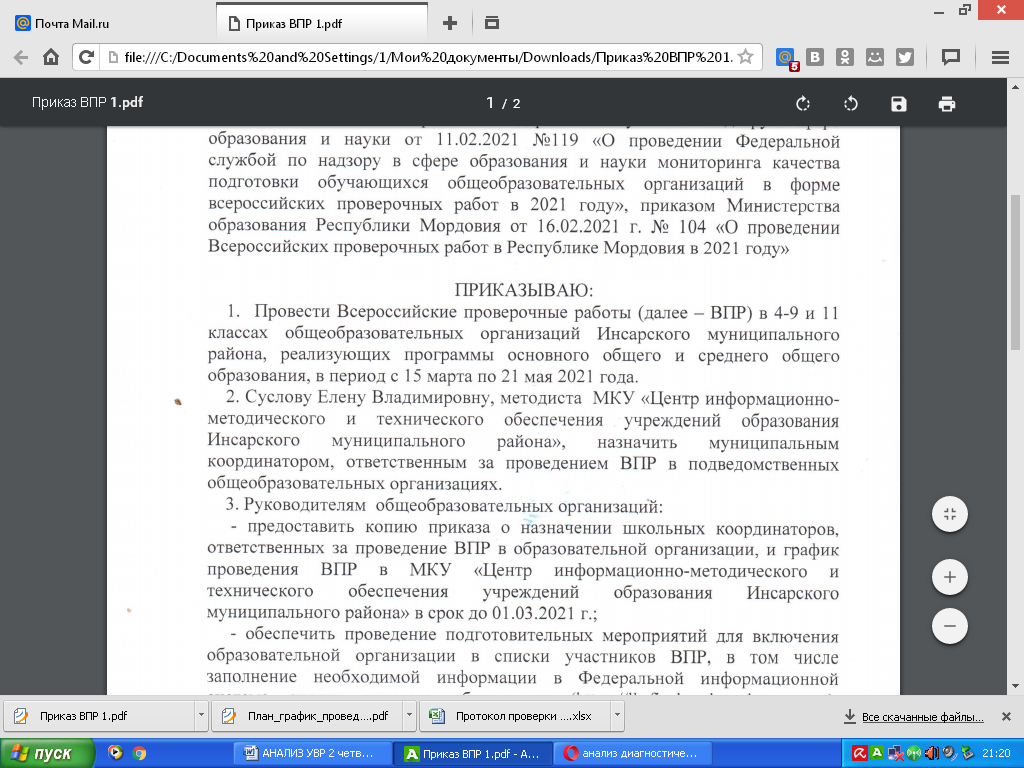 Почта Mail.ru
Приказ ВПР 1.pdf
file:///C:/Documents%20and%20Settings/1/Мои%20документы/Downloads/Приказ%20ВПР%201.
5
Приказ ВПР 1.pdf
1 / 2
образования и науки от 11.02.2021 №119 «О проведении Федеральной
службой по надзору в сфере образования и науки мониторинга качества
подготовки обучающихся общеобразовательных организаций в форме
всероссийских проверочных работ в 2021 году», приказом Министерства
образования Республики Мордовия от 16.02.2021 г. № 104 «О проведении
Всероссийских проверочных работ в Республике Мордовия в 2021 году»
ПРИКАЗЫВАЮ:
1. Провести Всероссийские проверочные работы (далее – ВПР) в 4-9 и 11
классах общеобразовательных организаций Инсарского муниципального
района, реализующих программы основного общего и среднего общего
образования, в период с 15 марта по 21 мая 2021 года.
2. Суслову Елену Владимировну, методиста МКУ «Центр информационно-
методического и технического обеспечения учреждений образования
Инсарского муниципального района», назначить муниципальным
координатором, ответственным за проведением ВПР в подведомственных
общеобразовательных организациях.
3. Руководителям общеобразовательных организаций:
- предоставить копию приказа о назначении школьных координаторов,
ответственных за проведение ВПР в образовательной организации, и график
проведения ВПР в МКУ «Центр информационно-методического и
технического обеспечения учреждений образования Инсарского
муниципального района» в срок до 01.03.2021 г.;
- обеспечить проведение подготовительных мероприятий для включения
образовательной организации в списки участников ВПР, в том числе
заполнение необходимой информации в Федеральной информационной
Приказ ВПР 1.pdf
План_график_провед....pdf
Протокол проверки ....xlsx
Все скачанные файлы...
пуск
АНАЛИЗ УВР 2 четв...
Приказ ВПР 1.pdf - А...
анализ диагностиче...
21:20